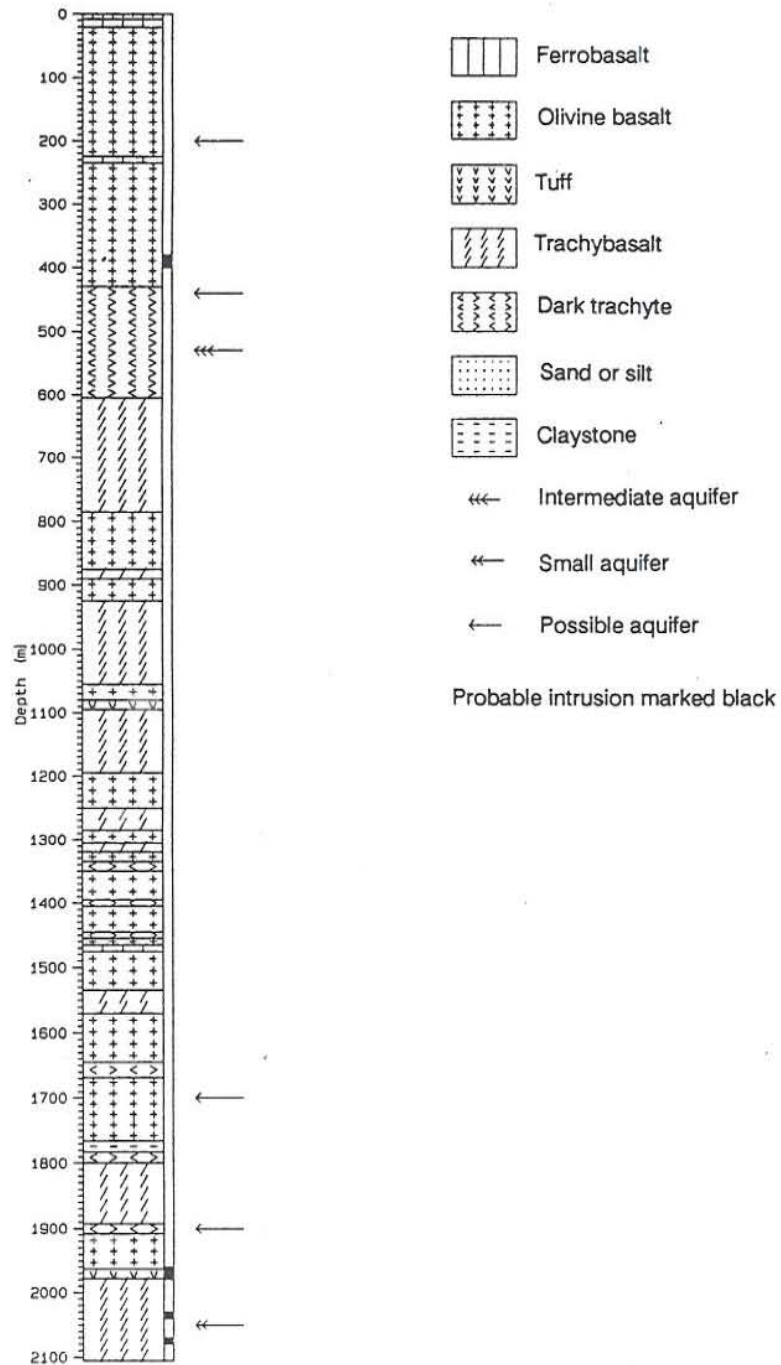 0
100
200
300
400
500
600
700
800
900
1000
1100
1200
1300
1400
1500
1600
1700
1800
1900
2000
2100
Depth (m)
Ferrobasalt
Olivine basalt
Tuff
Trachybasalt
Dark trachyte
Sand or silt
Claystone
Intermediate aquifer
Small aquifer
Possible aquifer
Probable intrusion marked black